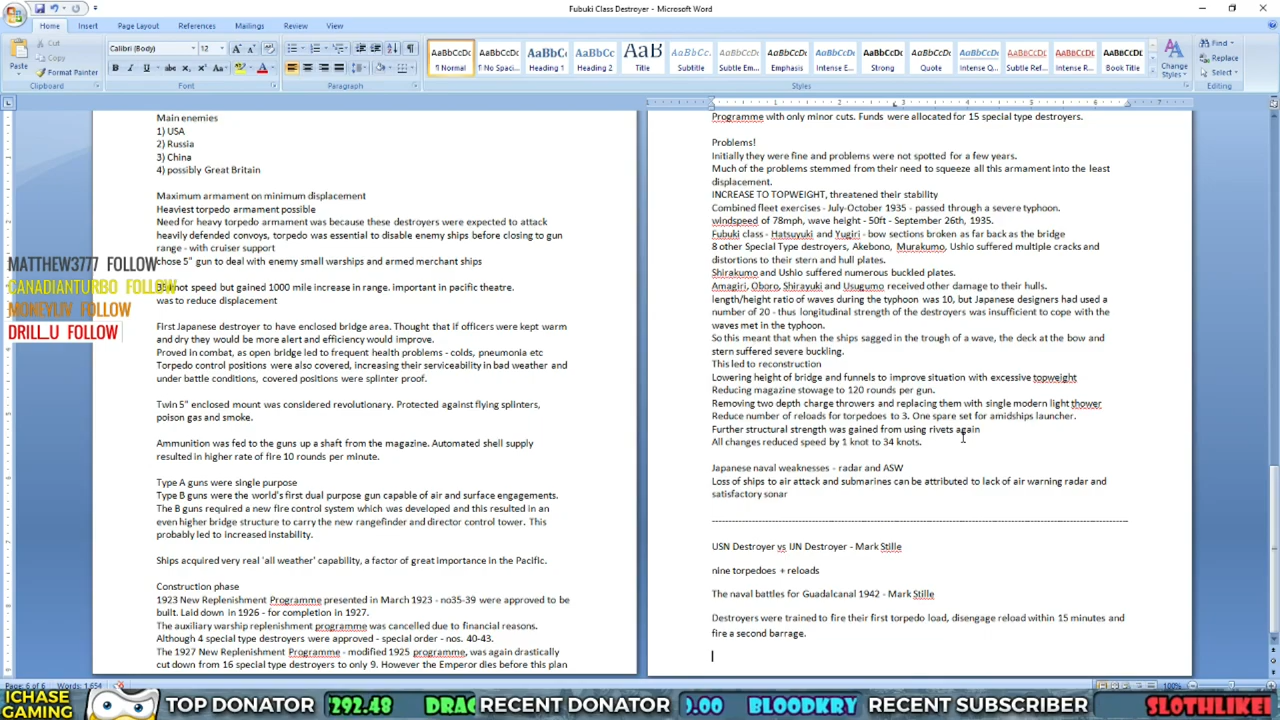 Fubuki Class Destroyer - Microsoft Word
Home Insert Page Layout References Mailings Review View
Cut
Copy
Format Painter
Paste
Calibri (Body) 12
AaBbCcDc AaBbCcDc AaBbC AaBbCc AaB AaBbCc. AaBbCcDc AaBbCcDc AaBbCcDc AaBbCcDc AaBbCcDc AaBbCcDc AaBbCcDc AaBbCcDc AaBbCcDc
¶ Normal ¶ No Spaci... Heading 1 Heading 2 Title Subtitle Subtle Em... Emphasis Intense E... Strong Quote Intense Q... Subtle Ref... Intense R... Book Title
Change Styles
Find
Replace
Select
Clipboard Font Paragraph Styles Editing
Main enemies
1) USA
2) Russia
3) China
4) possibly Great Britain
Maximum armament on minimum displacement
Heaviest torpedo armament possible
Need for heavy torpedo armament was because these destroyers were expected to attack
heavily defended convoys, torpedo was essential to disable enemy ships before closing to gun
range - with cruiser support
chose 5" gun to deal with enemy small warships and armed merchant ships
not speed but gained 1000 mile increase in range. important in pacific theatre.
was to reduce displacement
First Japanese destroyer to have enclosed bridge area. Thought that if officers were kept warm
and dry they would be more alert and efficiency would improve.
Proved in combat, as open bridge led to frequent health problems - colds, pneumonia etc
Torpedo control positions were also covered, increasing their serviceability in bad weather and
under battle conditions, covered positions were splinter proof.
Twin 5" enclosed mount was considered revolutionary. Protected against flying splinters,
poison gas and smoke.
Ammunition was fed to the guns up a shaft from the magazine. Automated shell supply
resulted in higher rate of fire 10 rounds per minute.
Type A guns were single purpose
Type B guns were the world's first dual purpose gun capable of air and surface engagements.
The B guns required a new fire control system which was developed and this resulted in an
even higher bridge structure to carry the new rangefinder and director control tower. This
probably led to increased instability.
Ships acquired very real 'all weather' capability, a factor of great importance in the Pacific.
Construction phase
1923 New Replenishment Programme presented in March 1923 - no35-39 were approved to be
built. Laid down in 1926 - for completion in 1927.
The auxiliary warship replenishment programme was cancelled due to financial reasons.
Although 4 special type destroyers were approved - special order - nos. 40-43.
The 1927 New Replenishment Programme - modified 1925 programme, was again drastically
cut down from 16 special type destroyers to only 9. However the Emperor dies before this plan
Programme with only minor cuts. Funds were allocated for 15 special type destroyers.
Problems!
Initially they were fine and problems were not spotted for a few years.
Much of the problems stemmed from their need to squeeze all this armament into the least
displacement.
INCREASE TO TOPWEIGHT, threatened their stability
Combined fleet exercises - July-October 1935 - passed through a severe typhoon.
windspeed of 78mph, wave height - 50ft - September 26th, 1935.
Fubuki class - Hatsuyuki and Yugiri - bow sections broken as far back as the bridge
8 other Special Type destroyers, Akebono, Murakumo, Ushio suffered multiple cracks and
distortions to their stern and hull plates.
Shirakumo and Ushio suffered numerous buckled plates.
Amagiri, Oboro, Shirayuki and Usugumo received other damage to their hulls.
length/height ratio of waves during the typhoon was 10, but Japanese designers had used a
number of 20 - thus longitudinal strength of the destroyers was insufficient to cope with the
waves met in the typhoon.
So this meant that when the ships sagged in the trough of a wave, the deck at the bow and
stern suffered severe buckling.
This led to reconstruction
Lowering height of bridge and funnels to improve situation with excessive topweight
Reducing magazine stowage to 120 rounds per gun.
Removing two depth charge throwers and replacing them with single modern light thower
Reduce number of reloads for torpedoes to 3. One spare set for amidships launcher.
Further structural strength was gained from using rivets again
All changes reduced speed by 1 knot to 34 knots.
Japanese naval weaknesses - radar and ASW
Loss of ships to air attack and submarines can be attributed to lack of air warning radar and
satisfactory sonar
USN Destroyer vs IJN Destroyer - Mark Stille
nine torpedoes + reloads
The naval battles for Guadalcanal 1942 - Mark Stille
Destroyers were trained to fire their first torpedo load, disengage reload within 15 minutes and
fire a second barrage.
MATTHEW3777 FOLLOW
CANADIANTURBO FOLLOW
MONEYLIV FOLLOW
DRILL_U FOLLOW
Page: 6 of 6 Words: 1,654 100%
ICHASE GAMING
TOP DONATOR 292.48 DRAC RECENT DONATOR 0.00 BLOODKRY RECENT SUBSCRIBER SLOTHLIKE